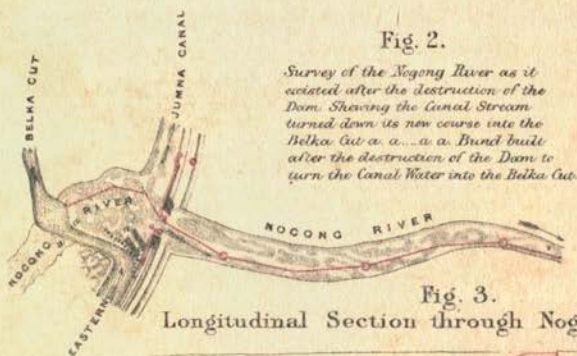 Fig. 2.
Survey of the Nogong River as it
existed after the destruction of the
Dam. Shewing the Canal Stream
turned down its new course into the
Belka Cut a a.....a a. Bund built
after the destruction of the Dam to
turn the Canal Water into the Belka Cut.
BELKA CUT
JUMNA CANAL
RIVER
NOGONG
NOGONG RIVER
EASTERN
Fig. 3.
Longitudinal Section through Nog